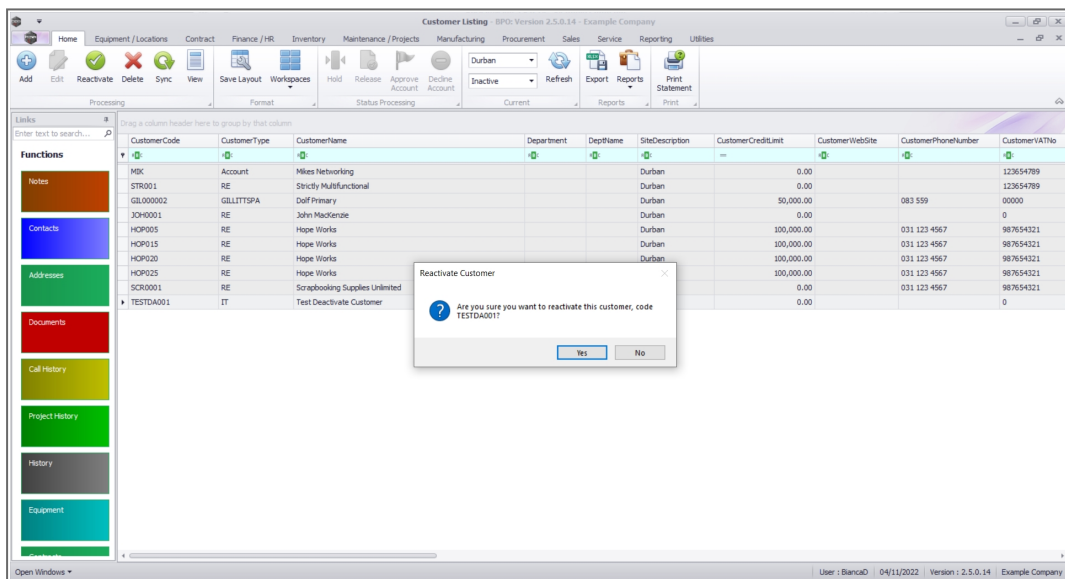 Customer Listing - BPO: Version 2.5.0.14 - Example Company
Home Equipment / Locations Contract Finance / HR Inventory Maintenance / Projects Manufacturing Procurement Sales Service Reporting Utilities
Add Edit Reactivate Delete Sync View Save Layout Workspaces Hold Release Approve Account Decline Account Durban Inactive Refresh Export Reports Print Statement
Processing Format Status Processing Current Reports Print
Links
Enter text to search...
Drag a column header here to group by that column
Functions
CustomerCode CustomerType CustomerName Department DeptName SiteDescription CustomerCreditLimit CustomerWebSite CustomerPhoneNumber CustomerVATNo
MIK Account Mikes Networking Durban 0.00 123654789
STR001 RE Strictly Multifunctional Durban 0.00 123654789
GIL000002 GILLITTSPA Dolf Primary Durban 50,000.00 083 559 00000
JOH0001 RE John MacKenzie Durban 0.00 0
HOP005 RE Hope Works Durban 100,000.00 031 123 4567 987654321
HOP015 RE Hope Works Durban 100,000.00 031 123 4567 987654321
HOP020 RE Hope Works Durban 100,000.00 031 123 4567 987654321
HOP025 RE Hope Works 100,000.00 031 123 4567 987654321
SCR0001 RE Scrapbooking Supplies Unlimited 0.00 031 123 4567 987654321
TESTDA001 IT Test Deactivate Customer 0.00 0
Notes
Contacts
Addresses
Documents
Call History
Project History
History
Equipment
Contracts
Reactivate Customer
Are you sure you want to reactivate this customer, code
TESTDA001?
Yes No
Open Windows User : BiancaD 04/11/2022 Version : 2.5.0.14 Example Company